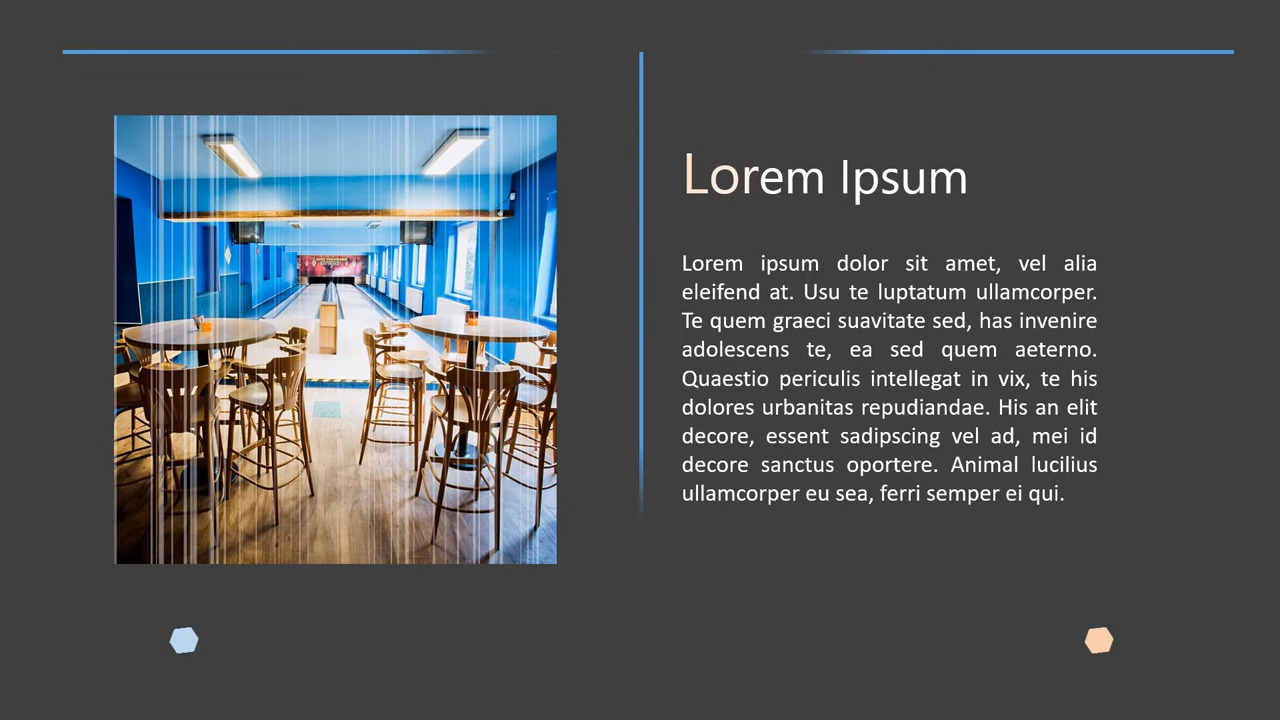 Lorem Ipsum
Lorem ipsum dolor sit amet, vel alia
eleifend at. Usu te luptatum ullamcorper.
Te quem graeci suavitate sed, has invenire
adolescens te, ea sed quem aeterno.
Quaestio periculis intellegat in vix, te his
dolores urbanitas repudiandae. His an elit
decore, essent sadipscing vel ad, mei id
decore sanctus oportere. Animal lucilius
ullamcorper eu sea, ferri semper ei qui.